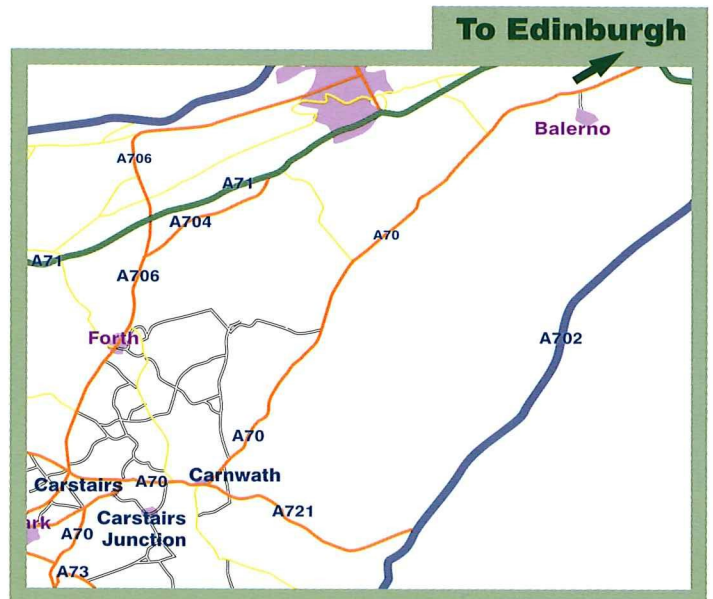 To Edinburgh
Balerno
A706
A71
A704
A70
A71
A706
Forth
A702
A70
Carstairs
A70
Carnwath
A721
ark
Carstairs
Junction
A70
A73